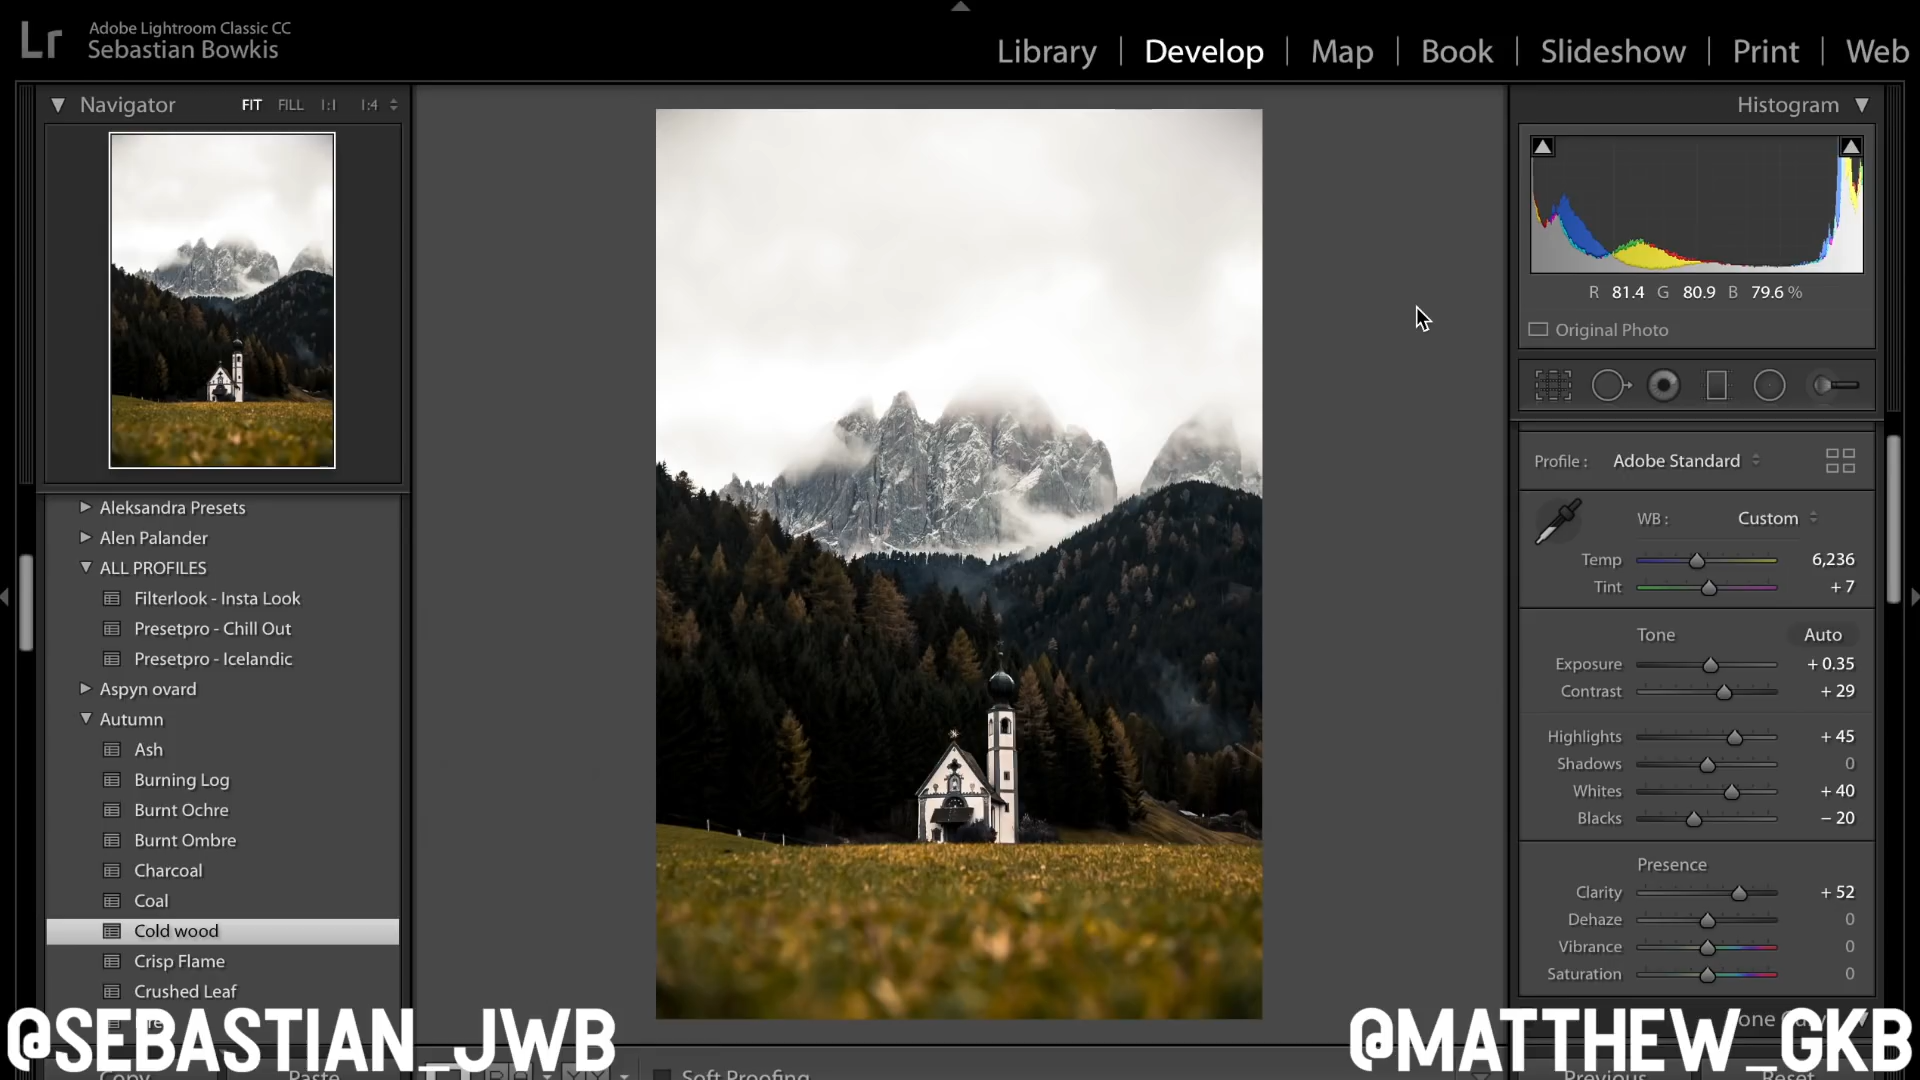 Lr
Adobe Lightroom Classic CC
Sebastian Bowkis
Library | Develop | Map | Book | Slideshow | Print | Web
Navigator FIT FILL 1:1 1:4
Histogram
R 81.4 G 80.9 B 79.6 %
Original Photo
Aleksandra Presets
Alen Palander
ALL PROFILES
Filterlook - Insta Look
Presetpro - Chill Out
Presetpro - Icelandic
Aspyn ovard
Autumn
Ash
Burning Log
Burnt Ochre
Burnt Ombre
Charcoal
Coal
Cold wood
Crisp Flame
Crushed Leaf
Profile : Adobe Standard
WB : Custom
Temp 6,236
Tint + 7
Tone Auto
Exposure + 0.35
Contrast + 29
Highlights + 45
Shadows 0
Whites + 40
Blacks – 20
Presence
Clarity + 52
Dehaze 0
Vibrance 0
Saturation 0
@SEBASTIAN_JWB
@MATTHEW_GKB
Copy Paste
Soft Proofing
Previous Reset